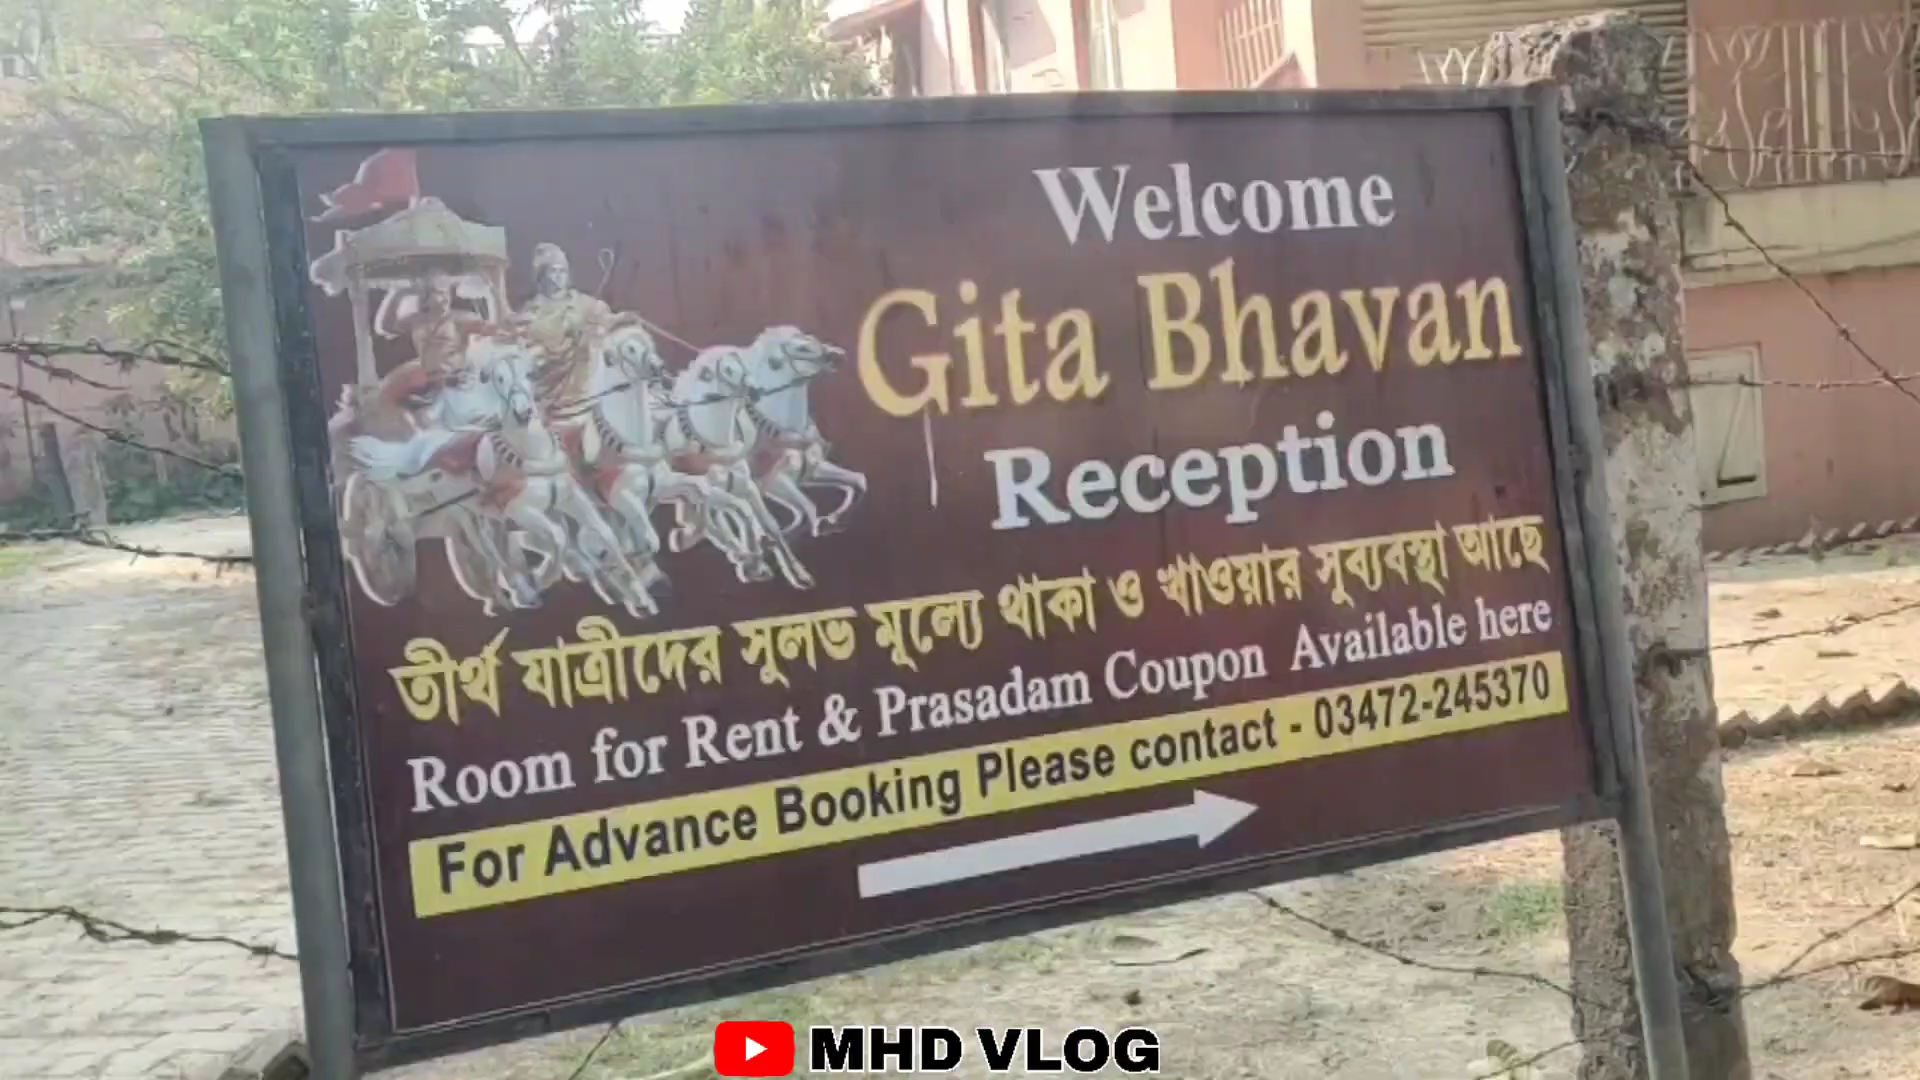 Welcome
Gita Bhavan
Reception
তীর্থ যাত্রীদের সুলভ মূল্যে থাকা ও খাওয়ার সুব্যবস্থা আছে
Room for Rent & Prasadam Coupon Available here
For Advance Booking Please contact - 03472-245370
MHD VLOG